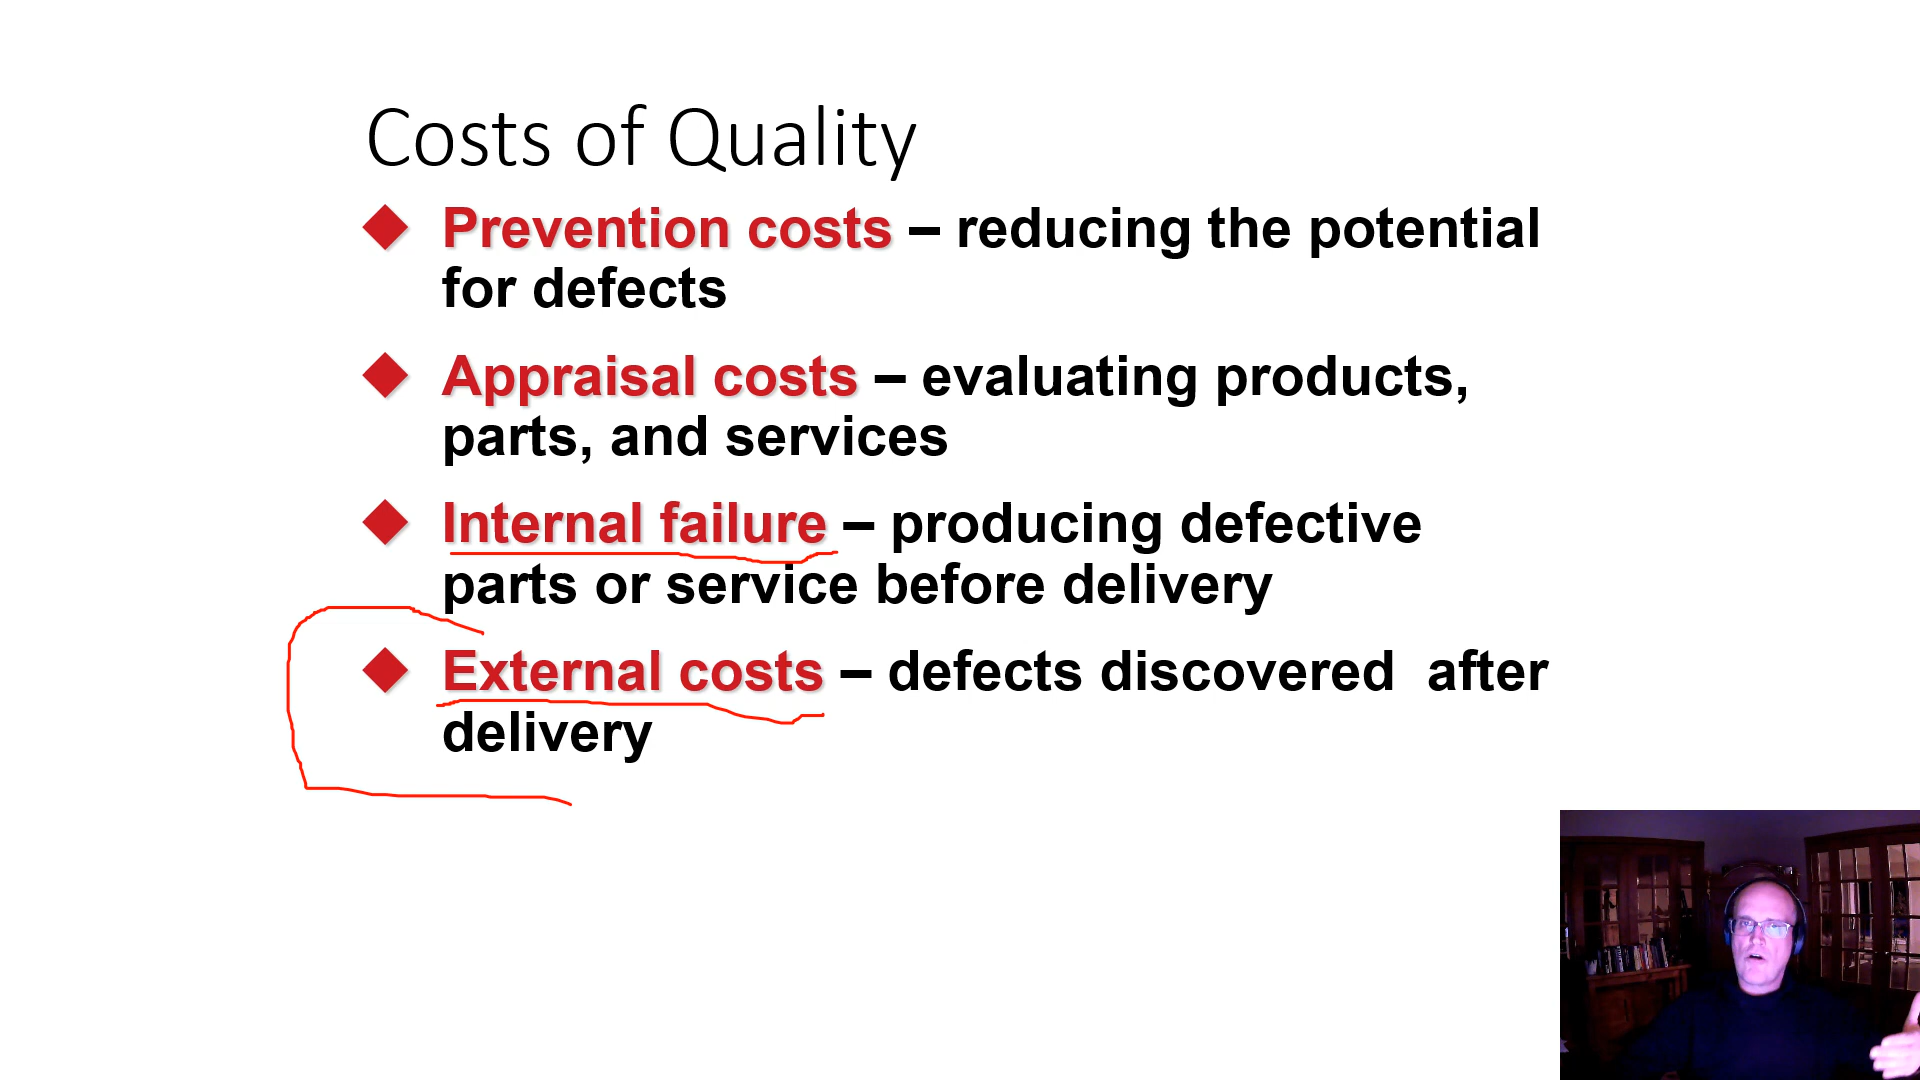 Costs of Quality
◆ Prevention costs – reducing the potential
for defects
◆ Appraisal costs – evaluating products,
parts, and services
◆ Internal failure – producing defective
parts or service before delivery
◆ External costs – defects discovered  after
delivery